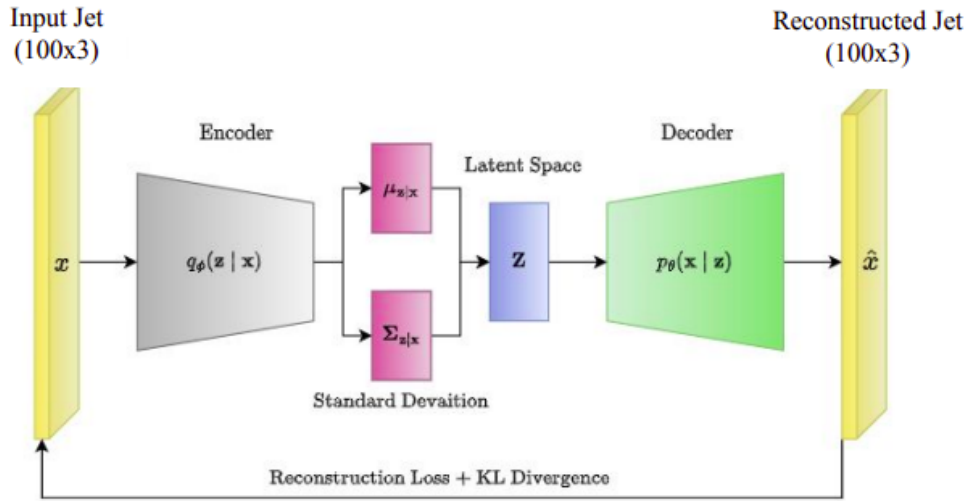 Input Jet
(100x3)
Reconstructed Jet
(100x3)
Encoder
Decoder
Latent Space
x
qϕ(z | x)
μz|x
Σz|x
Z
pθ(x | z)
x̂
Standard Devaition
Reconstruction Loss + KL Divergence